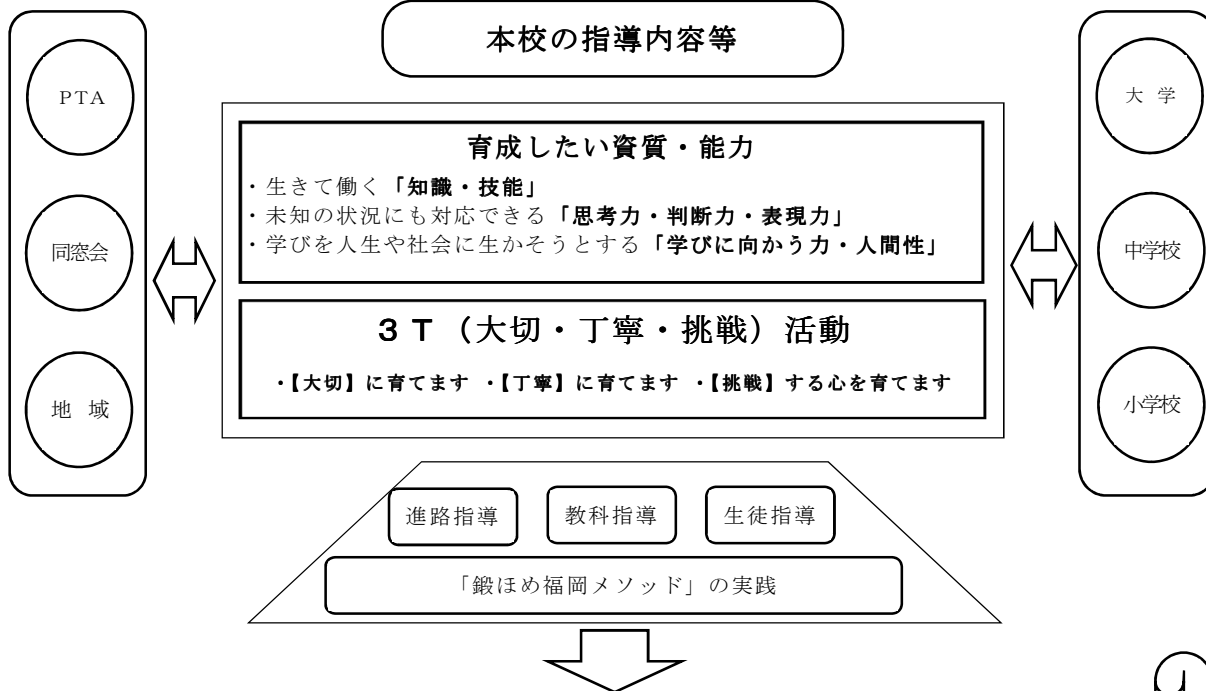 本校の指導内容等
PTA
同窓会
地 域
育成したい資質・能力
・生きて働く「知識・技能」
・未知の状況にも対応できる「思考力・判断力・表現力」
・学びを人生や社会に生かそうとする「学びに向かう力・人間性」
３Ｔ（大切・丁寧・挑戦）活動
・【大切】に育てます ・【丁寧】に育てます ・【挑戦】する心を育てます
大 学
中学校
小学校
進路指導
教科指導
生徒指導
「鍛ほめ福岡メソッド」の実践